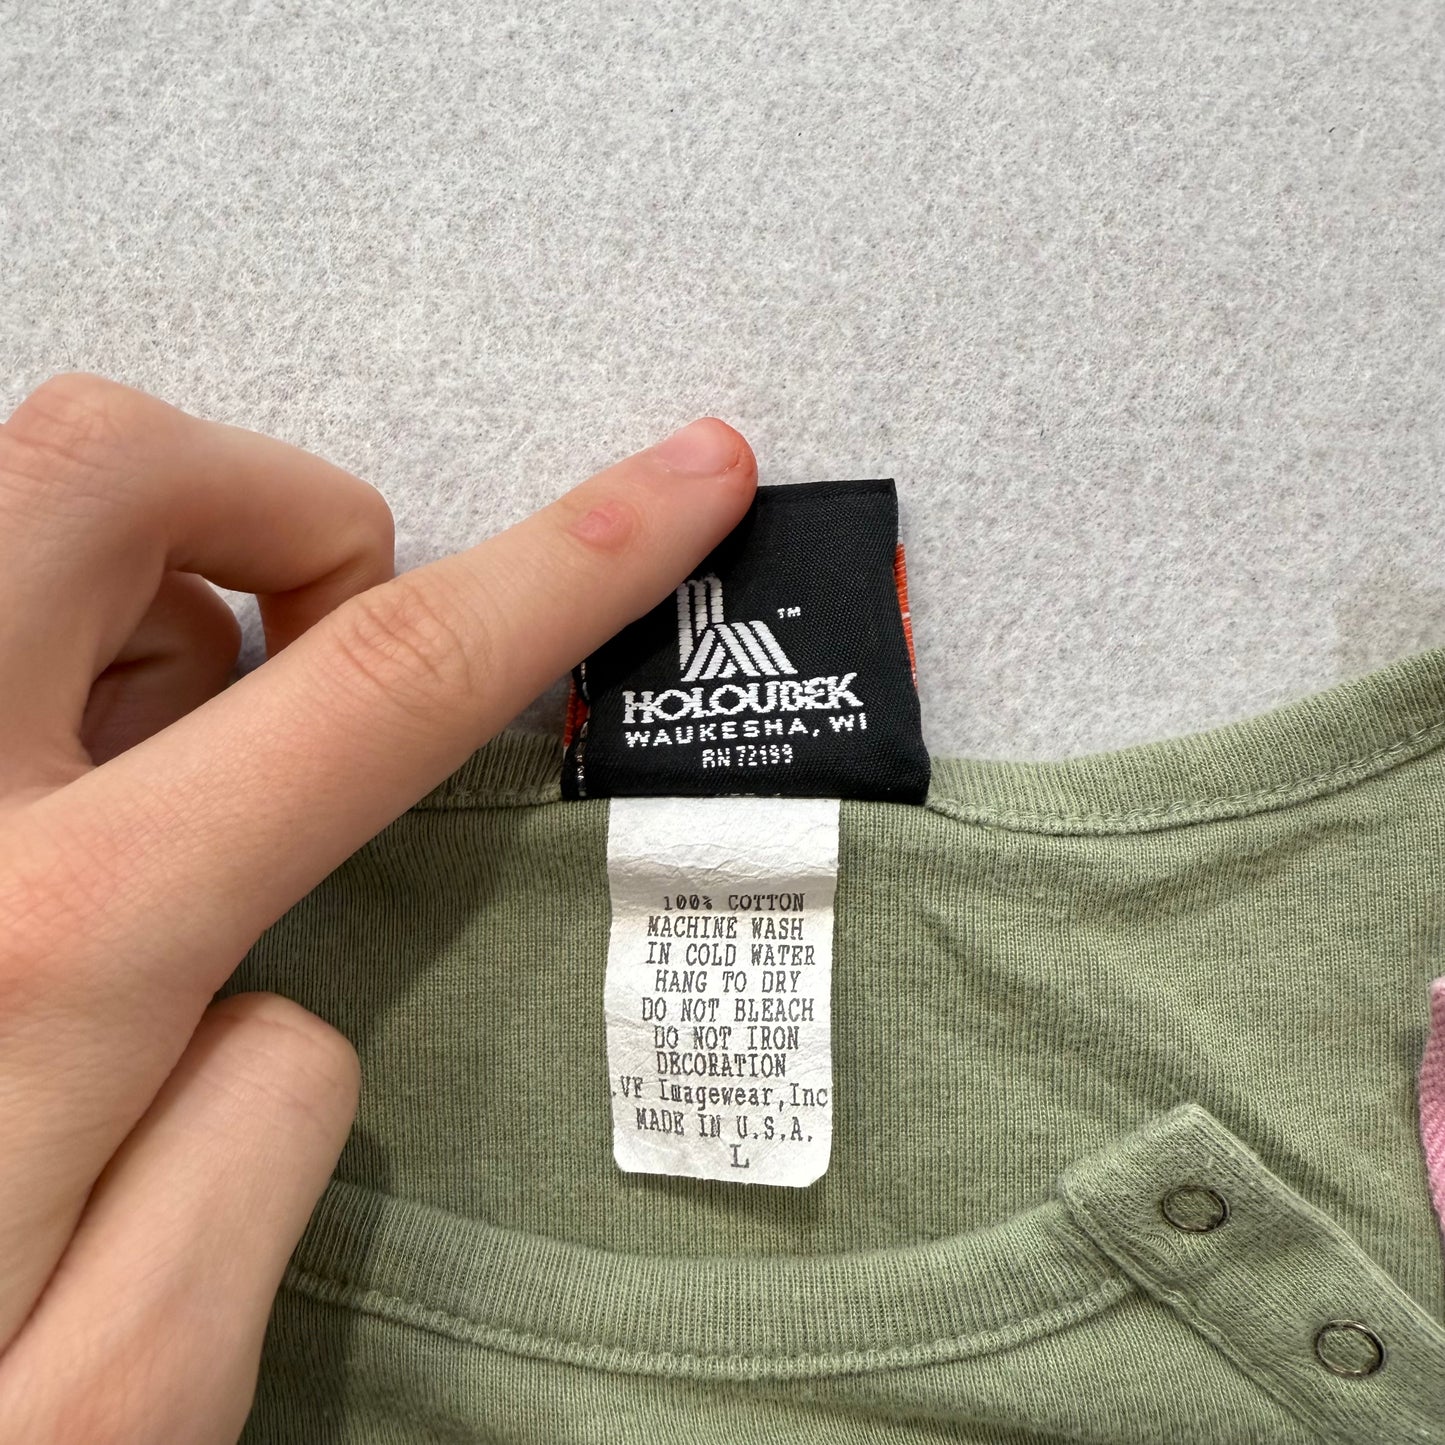 ™
HOLOUBEK
WAUKESHA, WI
RN 72199
100% COTTON
MACHINE WASH
IN COLD WATER
HANG TO DRY
DO NOT BLEACH
DO NOT IRON
DECORATION
.VF Imagewear,Inc
MADE IN U.S.A.
L